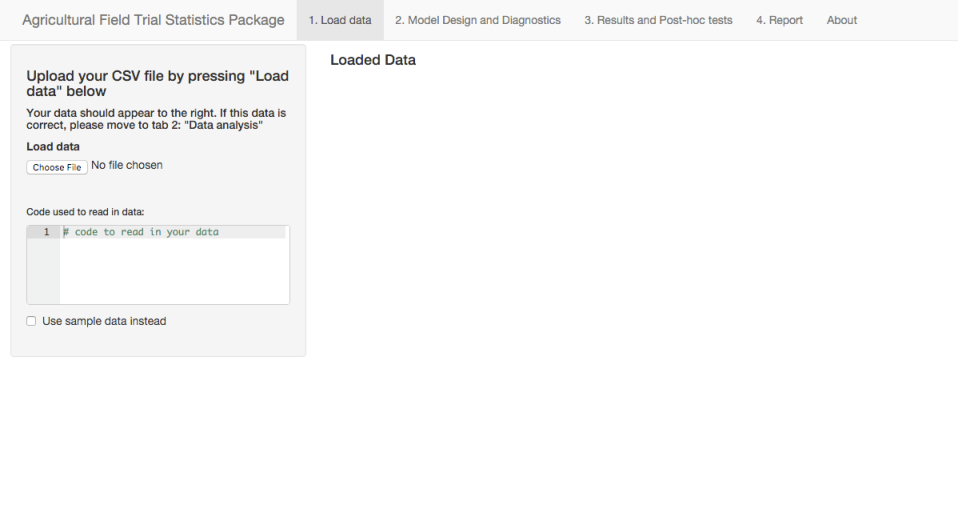 Agricultural Field Trial Statistics Package 1. Load data 2. Model Design and Diagnostics 3. Results and Post-hoc tests 4. Report About
Upload your CSV file by pressing "Load
data" below
Your data should appear to the right. If this data is
correct, please move to tab 2: "Data analysis"
Load data
Choose File No file chosen
Code used to read in data:
1 # code to read in your data
Use sample data instead
Loaded Data